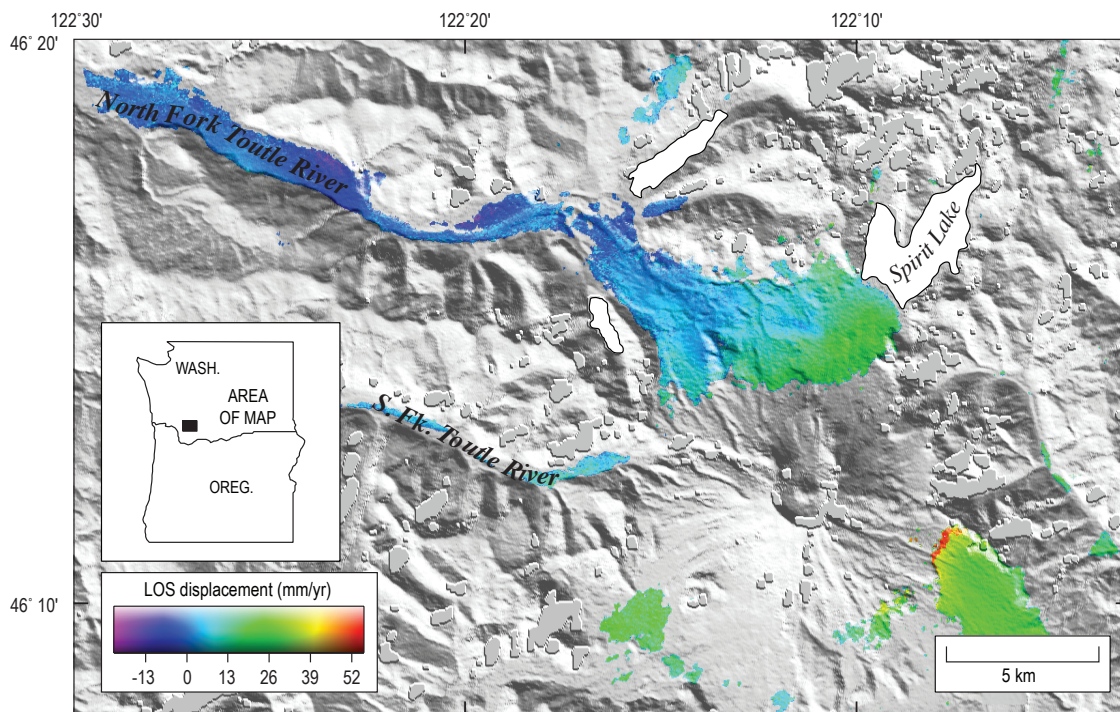 122˚30'
122˚20'
122˚10'
46˚ 20'
North Fork Toutle River
Spirit Lake
WASH.
AREA
OF MAP
OREG.
S. Fk. Toutle River
46˚ 10'
LOS displacement (mm/yr)
-13 0 13 26 39 52
5 km